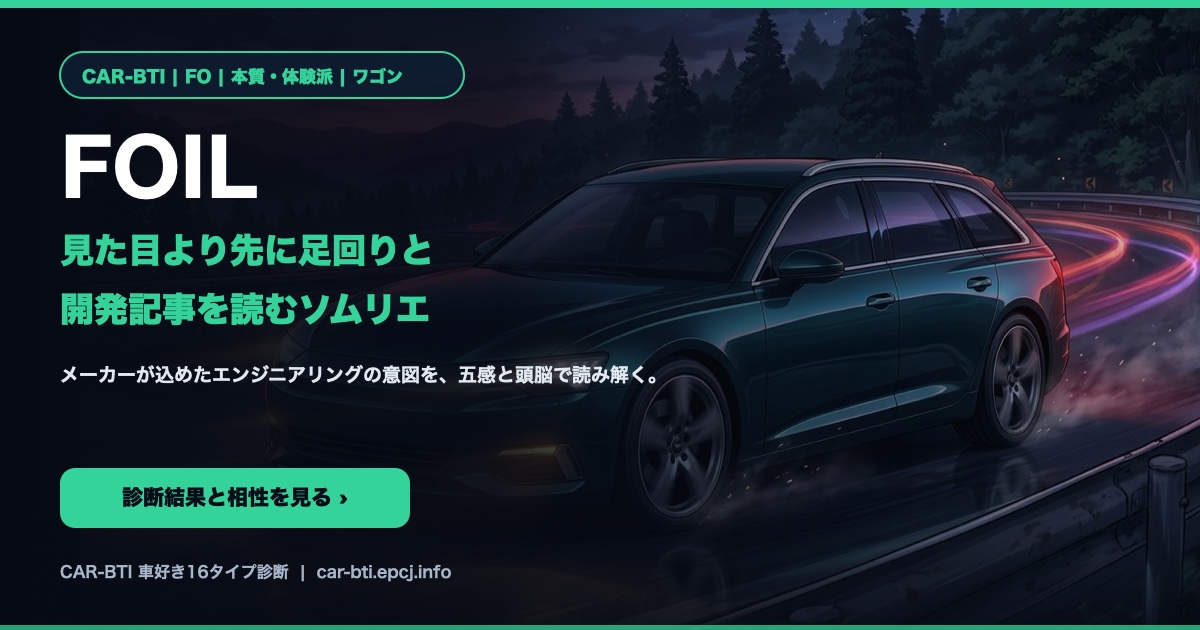 CAR-BTI | FO | 本質・体験派 | ワゴン
FOIL
見た目より先に足回りと
開発記事を読むソムリエ
メーカーが込めたエンジニアリングの意図を、五感と頭脳で読み解く。
診断結果と相性を見る ›
CAR-BTI 車好き16タイプ診断 | car-bti.epcj.info